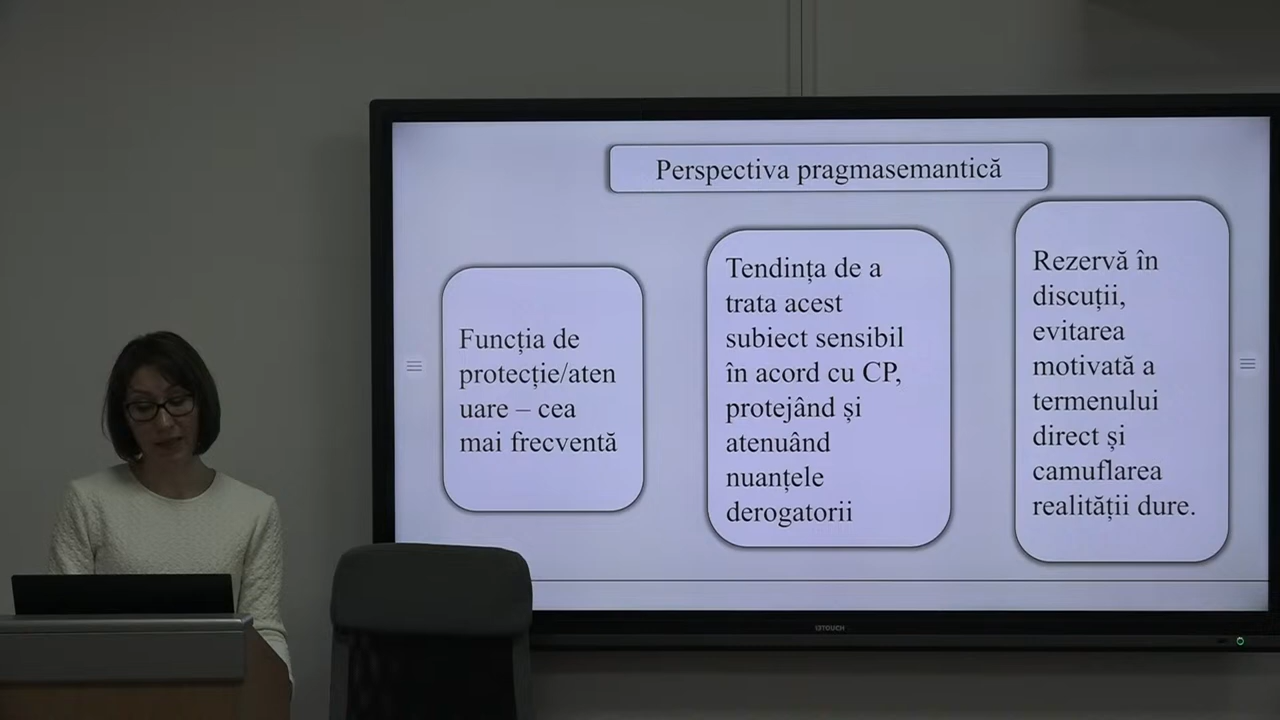 Perspectiva pragmasemantică
Funcția de
protecție/aten
uare – cea
mai frecventă
Tendința de a
trata acest
subiect sensibil
în acord cu CP,
protejând și
atenuând
nuanțele
derogatorii
Rezervă în
discuții,
evitarea
motivată a
termenului
direct și
camuflarea
realității dure.